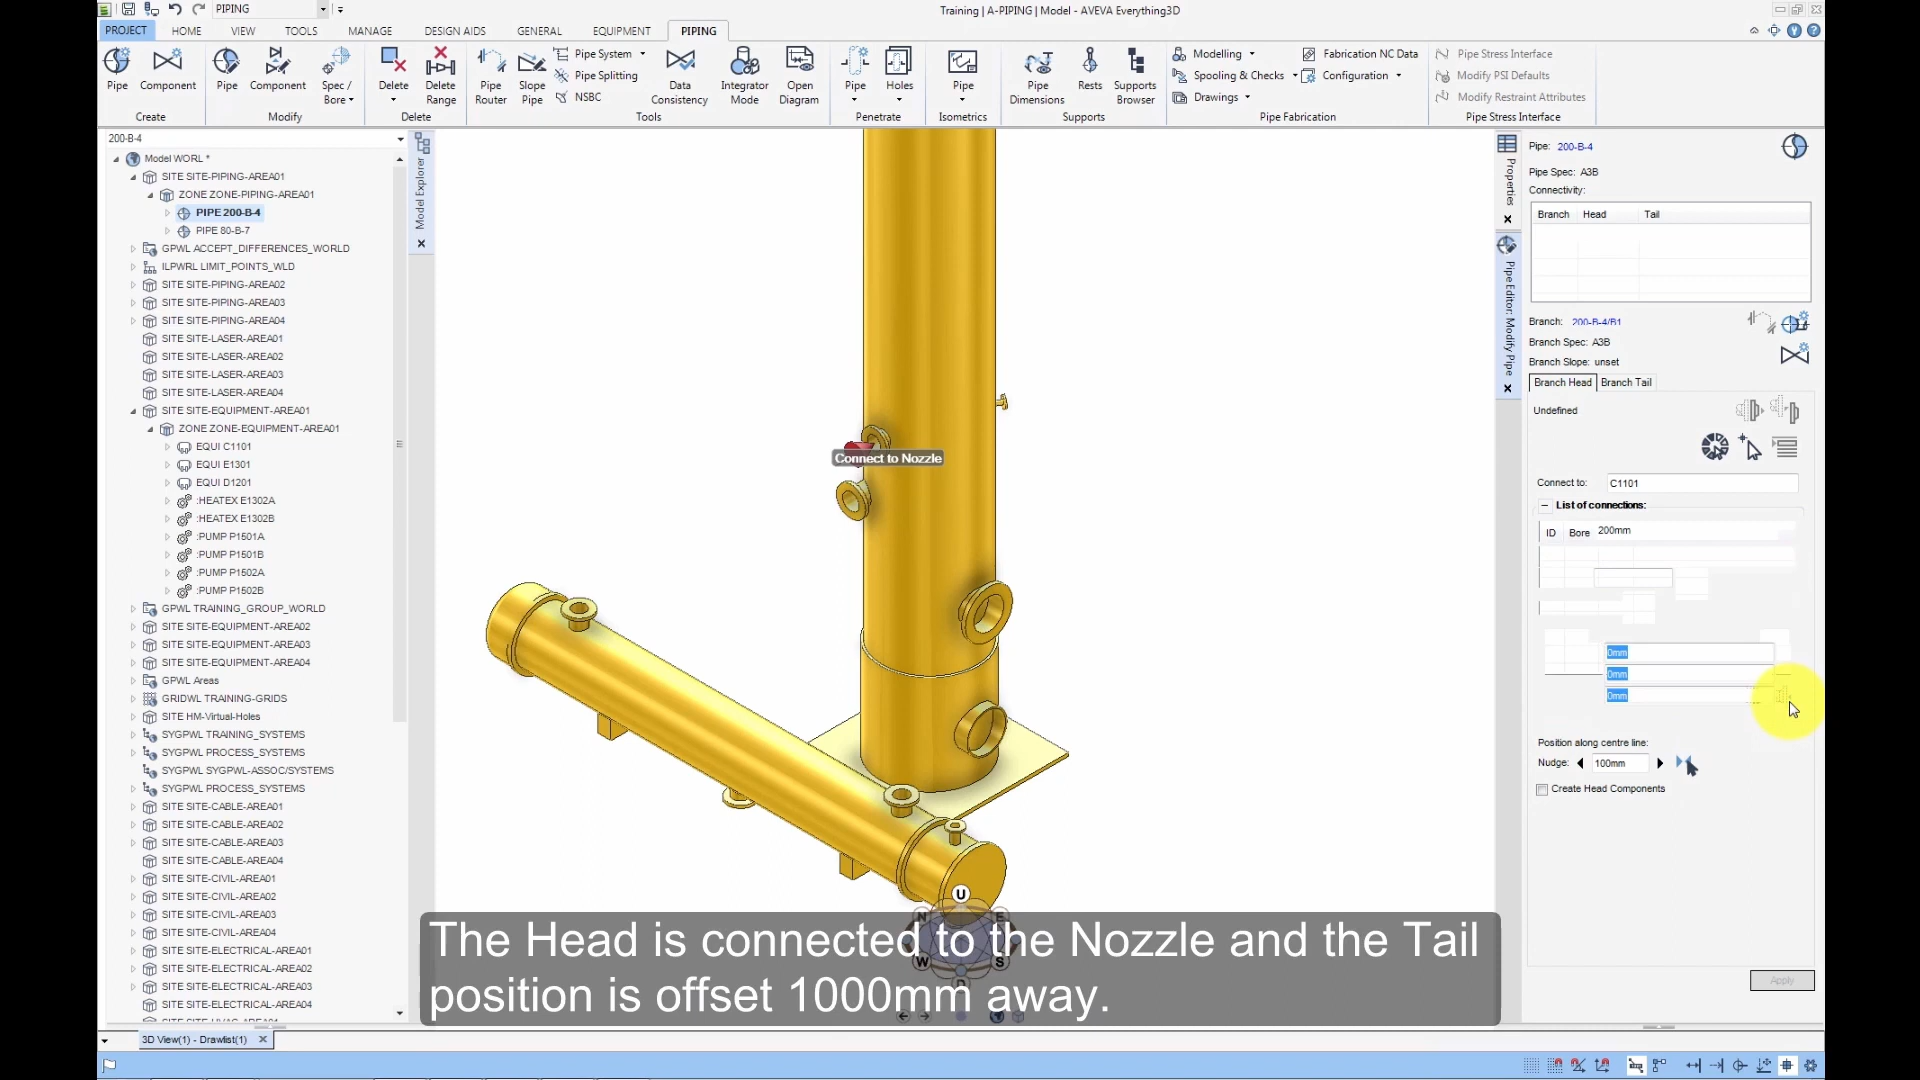 PIPING
Training | A-PIPING | Model - AVEVA Everything3D
PROJECT HOME VIEW TOOLS MANAGE DESIGN AIDS GENERAL EQUIPMENT PIPING
Pipe Component Pipe Component Spec / Bore Delete Delete Range Pipe Router Slope Pipe
Pipe System
Pipe Splitting
NSBC
Data Consistency Integrator Mode Open Diagram Pipe Holes Pipe Pipe Dimensions Rests Supports Browser
Modelling Fabrication NC Data
Spooling & Checks Configuration
Drawings
Pipe Stress Interface
Modify PSI Defaults
Modify Restraint Attributes
Create Modify Delete Tools Penetrate Isometrics Supports Pipe Fabrication Pipe Stress Interface
200-B-4
Model WORL *
SITE SITE-PIPING-AREA01
ZONE ZONE-PIPING-AREA01
PIPE 200-B-4
PIPE 80-B-7
GPWL ACCEPT_DIFFERENCES_WORLD
ILPWRL LIMIT_POINTS_WLD
SITE SITE-PIPING-AREA02
SITE SITE-PIPING-AREA03
SITE SITE-PIPING-AREA04
SITE SITE-LASER-AREA01
SITE SITE-LASER-AREA02
SITE SITE-LASER-AREA03
SITE SITE-LASER-AREA04
SITE SITE-EQUIPMENT-AREA01
ZONE ZONE-EQUIPMENT-AREA01
EQUI C1101
EQUI E1301
EQUI D1201
:HEATEX E1302A
:HEATEX E1302B
:PUMP P1501A
:PUMP P1501B
:PUMP P1502A
:PUMP P1502B
GPWL TRAINING_GROUP_WORLD
SITE SITE-EQUIPMENT-AREA02
SITE SITE-EQUIPMENT-AREA03
SITE SITE-EQUIPMENT-AREA04
GPWL Areas
GRIDWL TRAINING-GRIDS
SITE HM-Virtual-Holes
SYGPWL TRAINING_SYSTEMS
SYGPWL PROCESS_SYSTEMS
SYGPWL SYGPWL-ASSOC/SYSTEMS
SYGPWL PROCESS_SYSTEMS
SITE SITE-CABLE-AREA01
SITE SITE-CABLE-AREA02
SITE SITE-CABLE-AREA03
SITE SITE-CABLE-AREA04
SITE SITE-CIVIL-AREA01
SITE SITE-CIVIL-AREA02
SITE SITE-CIVIL-AREA03
SITE SITE-CIVIL-AREA04
SITE SITE-ELECTRICAL-AREA01
SITE SITE-ELECTRICAL-AREA02
SITE SITE-ELECTRICAL-AREA03
SITE SITE-ELECTRICAL-AREA04
Model Explorer
Connect to Nozzle
U
N E
W S
The Head is connected to the Nozzle and the Tail
position is offset 1000mm away.
Properties
Pipe Editor: Modify Pipe
Pipe: 200-B-4
Pipe Spec: A3B
Connectivity:
Branch Head Tail
Branch: 200-B-4/B1
Branch Spec: A3B
Branch Slope: unset
Branch Head Branch Tail
Undefined
Connect to: C1101
List of connections:
ID Bore 200mm
0mm
0mm
0mm
Position along centre line:
Nudge: 100mm
Create Head Components
Apply
3D View(1) - Drawlist(1)